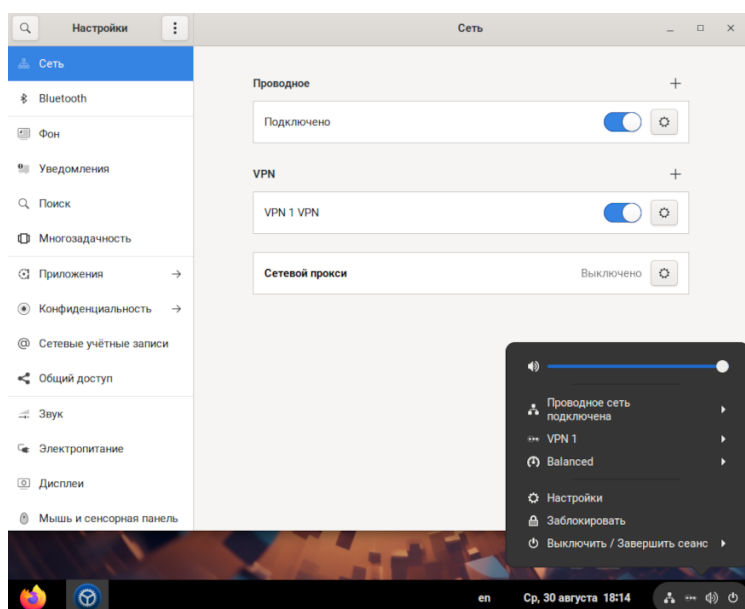 Настройки
Сеть
Сеть
Bluetooth
Фон
Уведомления
Поиск
Многозадачность
Приложения
Конфиденциальность
Сетевые учётные записи
Общий доступ
Звук
Электропитание
Дисплеи
Мышь и сенсорная панель
Проводное
Подключено
VPN
VPN 1 VPN
Сетевой прокси Выключено
Проводное сеть
подключена
VPN 1
Balanced
Настройки
Заблокировать
Выключить / Завершить сеанс
en Ср, 30 августа 18:14